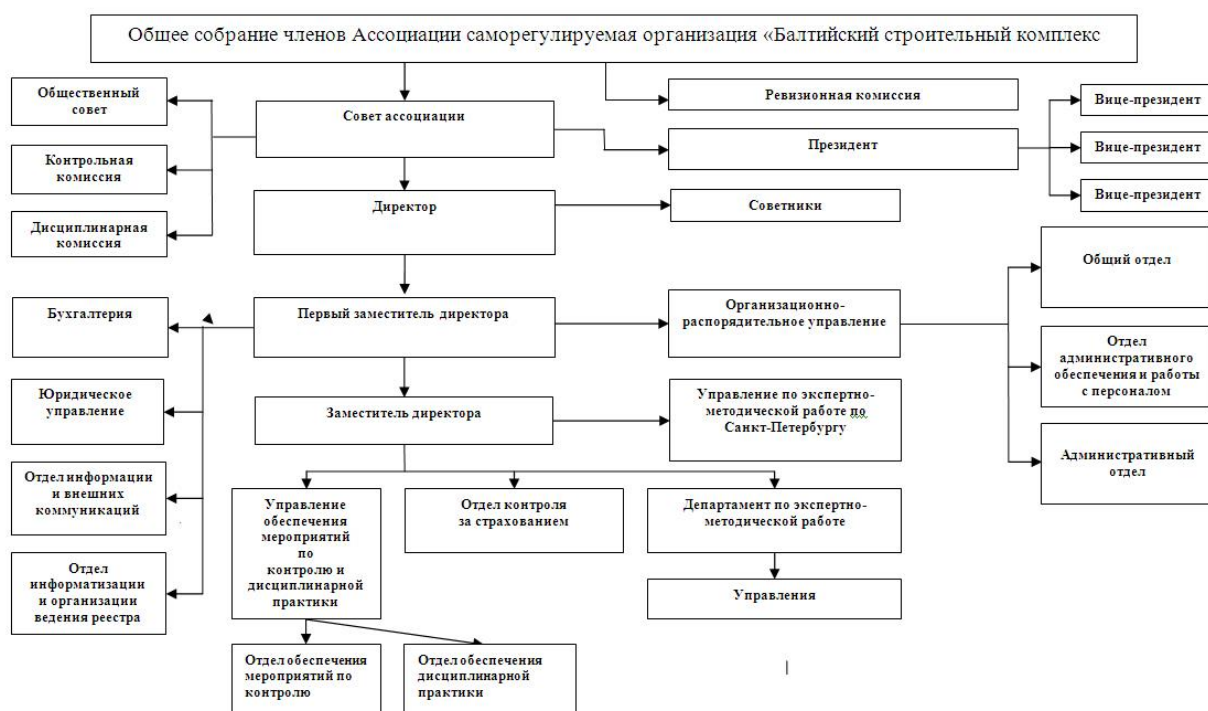 Общее собрание членов Ассоциации саморегулируемая организация «Балтийский строительный комплекс
Общественный
совет
Совет ассоциации
Ревизионная комиссия
Вице-президент
Контрольная
комиссия
Президент
Вице-президент
Вице-президент
Дисциплинарная
комиссия
Директор
Советники
Общий отдел
Бухгалтерия
Первый заместитель директора
Организационно-
распорядительное управление
Отдел
административного
обеспечения и работы
с персоналом
Юридическое
управление
Заместитель директора
Управление по экспертно-
методической работе по
Санкт-Петербургу
Административный
отдел
Отдел информации
и внешних
коммуникаций
Управление
обеспечения
мероприятий
по
контролю и
дисциплинарной
практики
Отдел контроля
за страхованием
Департамент по экспертно-
методической работе
Отдел
информатизации
и организации
ведения реестра
Управления
Отдел обеспечения
мероприятий по
контролю
Отдел обеспечения
дисциплинарной
практики